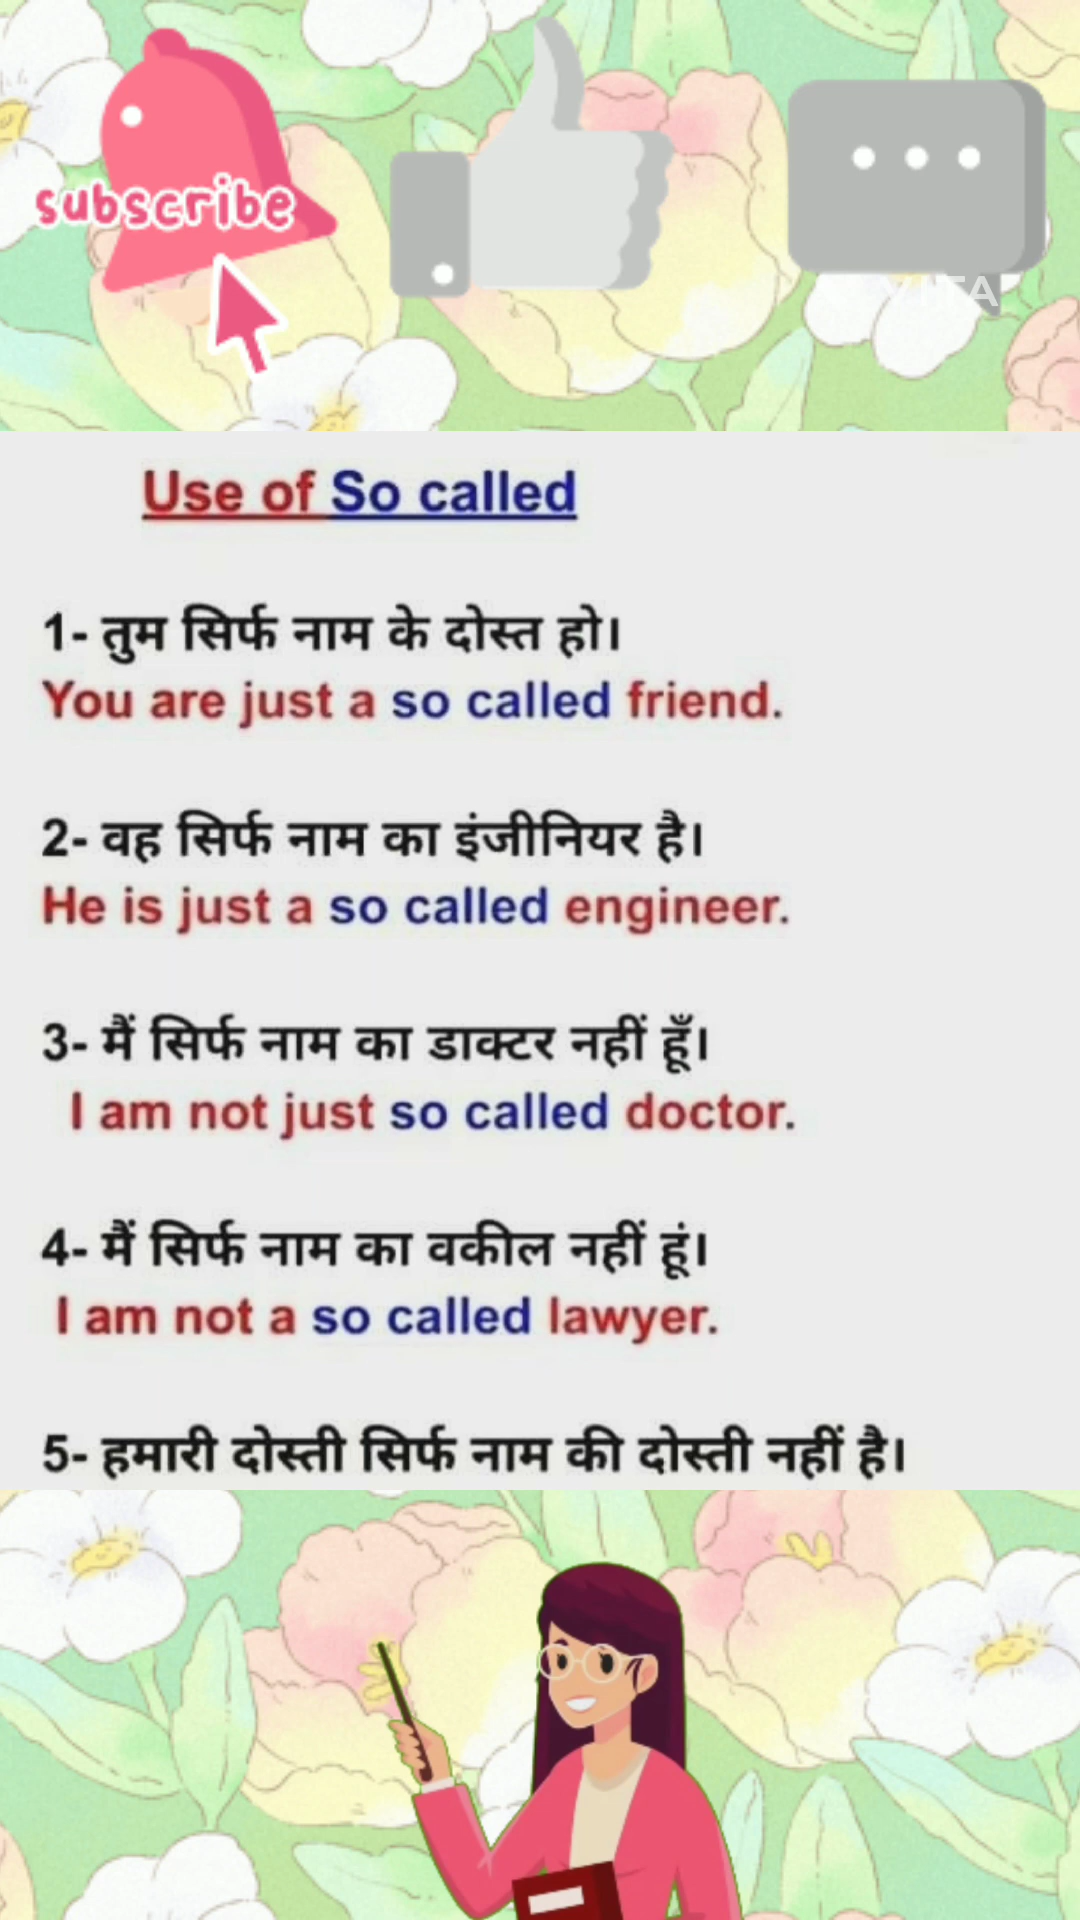 subscribe
VITA
Use of So called
1- तुम सिर्फ नाम के दोस्त हो।
You are just a so called friend.
2- वह सिर्फ नाम का इंजीनियर है।
He is just a so called engineer.
3- मैं सिर्फ नाम का डाक्टर नहीं हूँ।
I am not just so called doctor.
4- मैं सिर्फ नाम का वकील नहीं हूं।
I am not a so called lawyer.
5- हमारी दोस्ती सिर्फ नाम की दोस्ती नहीं है।